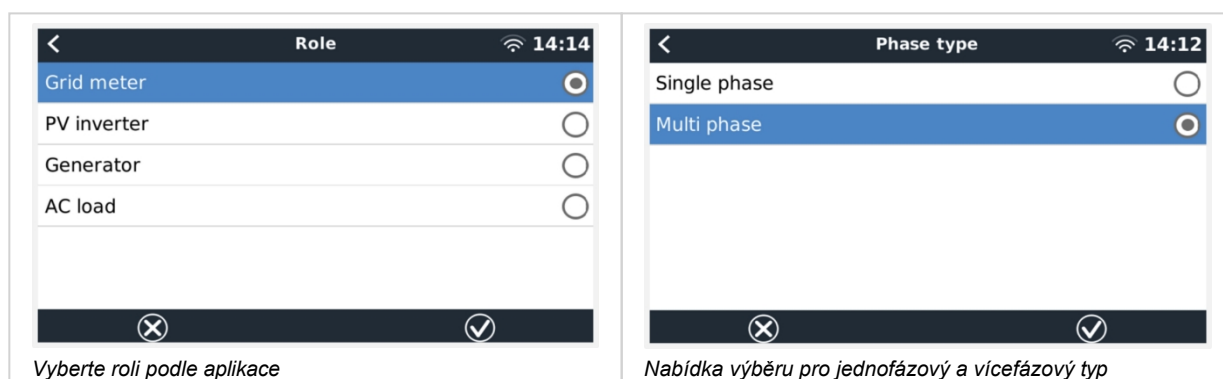 Role 14:14
Grid meter
PV inverter
Generator
AC load
Vyberte roli podle aplikace
Phase type 14:12
Single phase
Multi phase
Nabídka výběru pro jednofázový a vícefázový typ